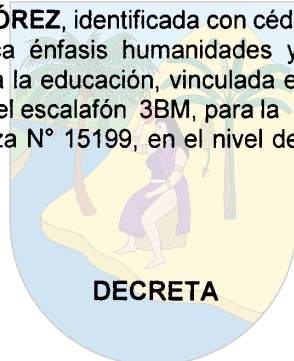 ÓREZ, identificada con céd
ca énfasis humanidades y
a la educación, vinculada e
el escalafón 3BM, para la
za N° 15199, en el nivel de
DECRETA